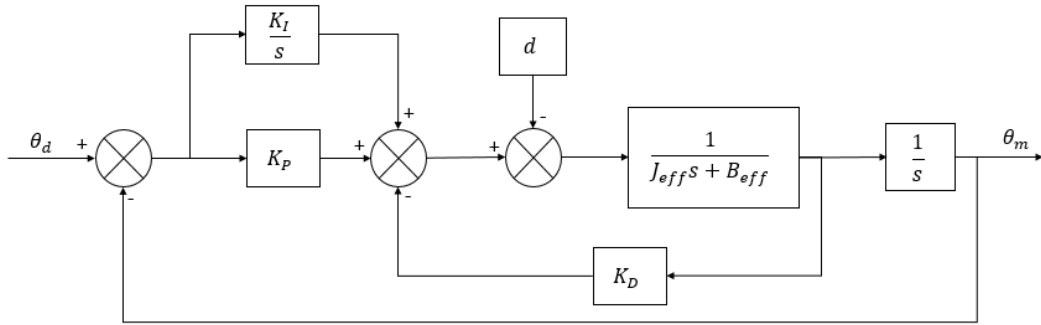 K_I
s
d
θ_d
+
+
+
-
+
K_P
+
1
J_eff s + B_eff
1
s
θ_m
-
-
K_D